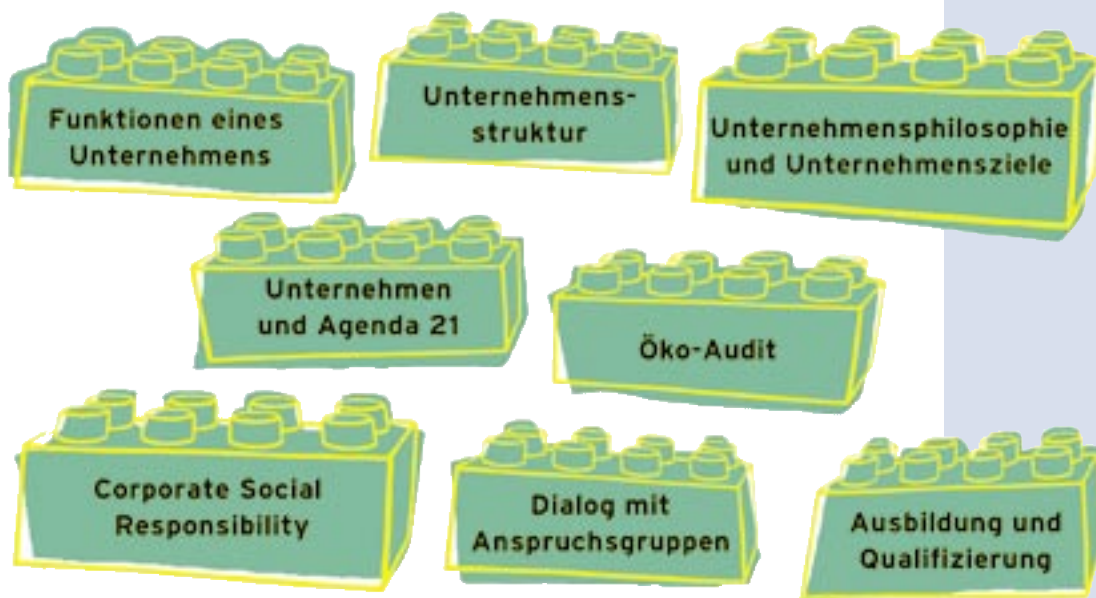 Funktionen eines
Unternehmens
Unternehmens-
struktur
Unternehmensphilosophie
und Unternehmensziele
Unternehmen
und Agenda 21
Öko-Audit
Corporate Social
Responsibility
Dialog mit
Anspruchsgruppen
Ausbildung und
Qualifizierung